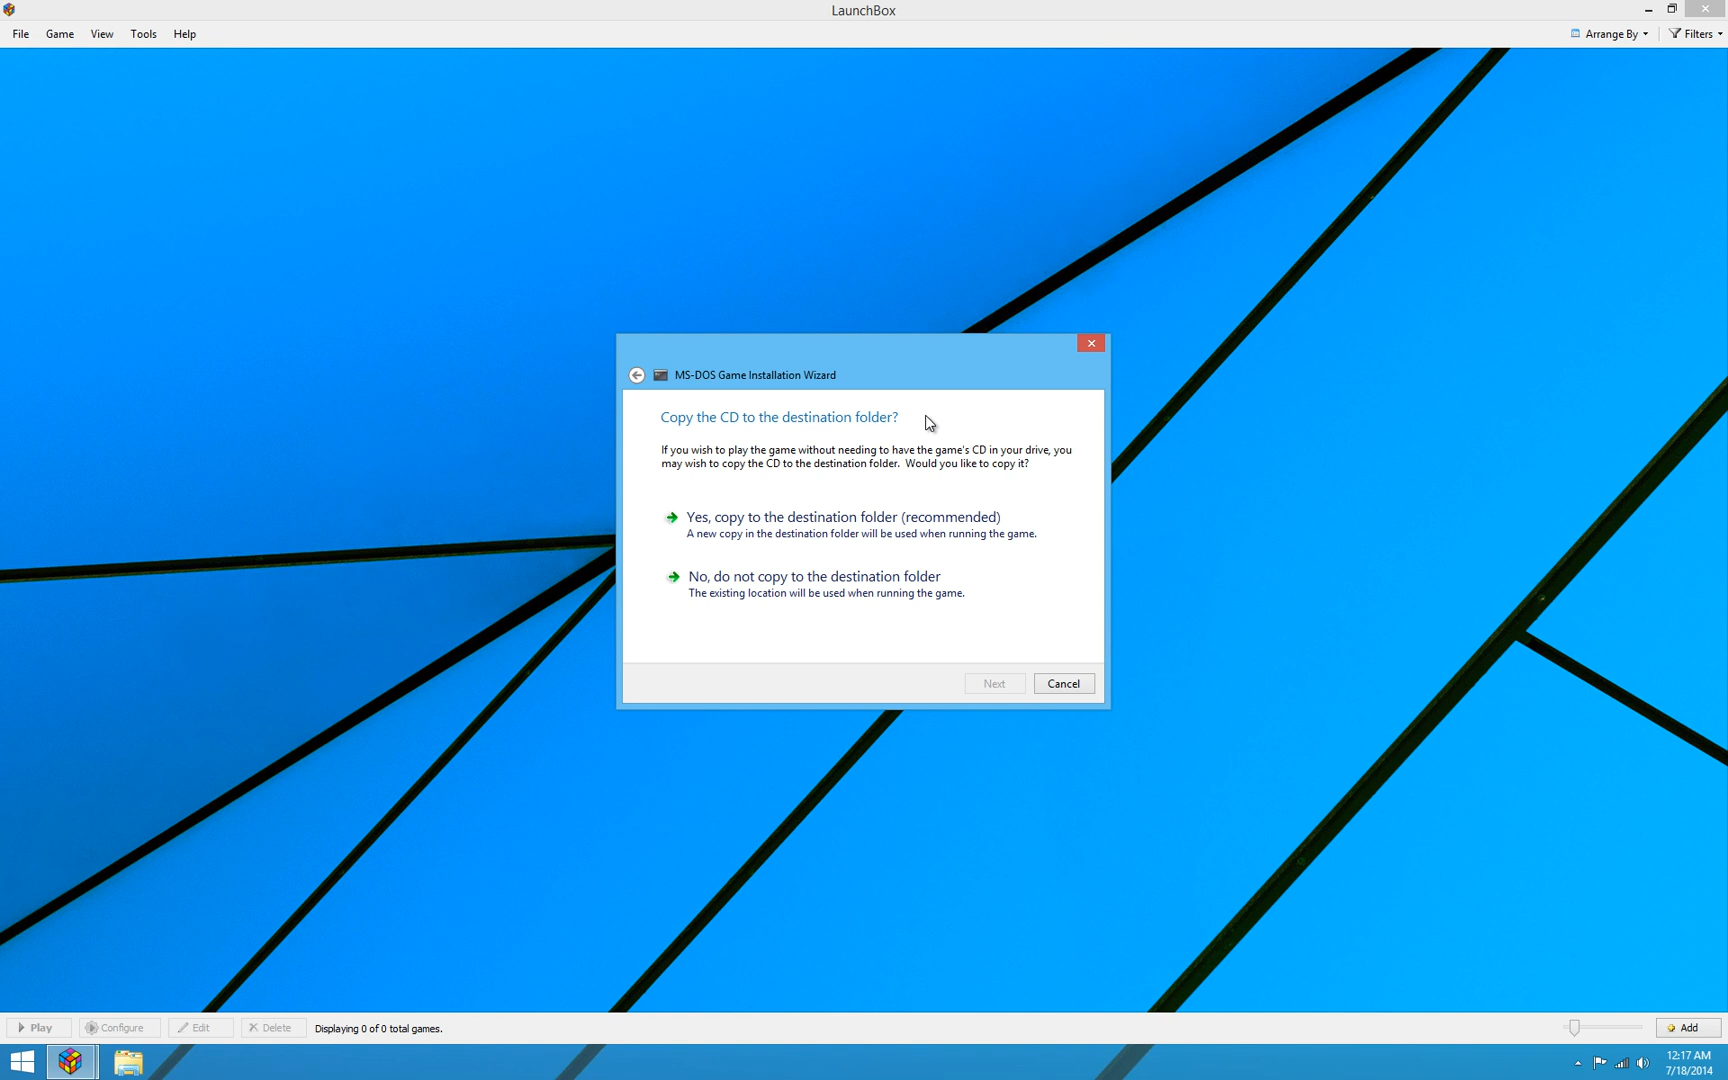 LaunchBox
File Game View Tools Help Arrange By Filters
MS-DOS Game Installation Wizard
Copy the CD to the destination folder?
If you wish to play the game without needing to have the game's CD in your drive, you
may wish to copy the CD to the destination folder. Would you like to copy it?
Yes, copy to the destination folder (recommended)
A new copy in the destination folder will be used when running the game.
No, do not copy to the destination folder
The existing location will be used when running the game.
Next Cancel
Play Configure Edit Delete Displaying 0 of 0 total games. Add
12:17 AM
7/18/2014